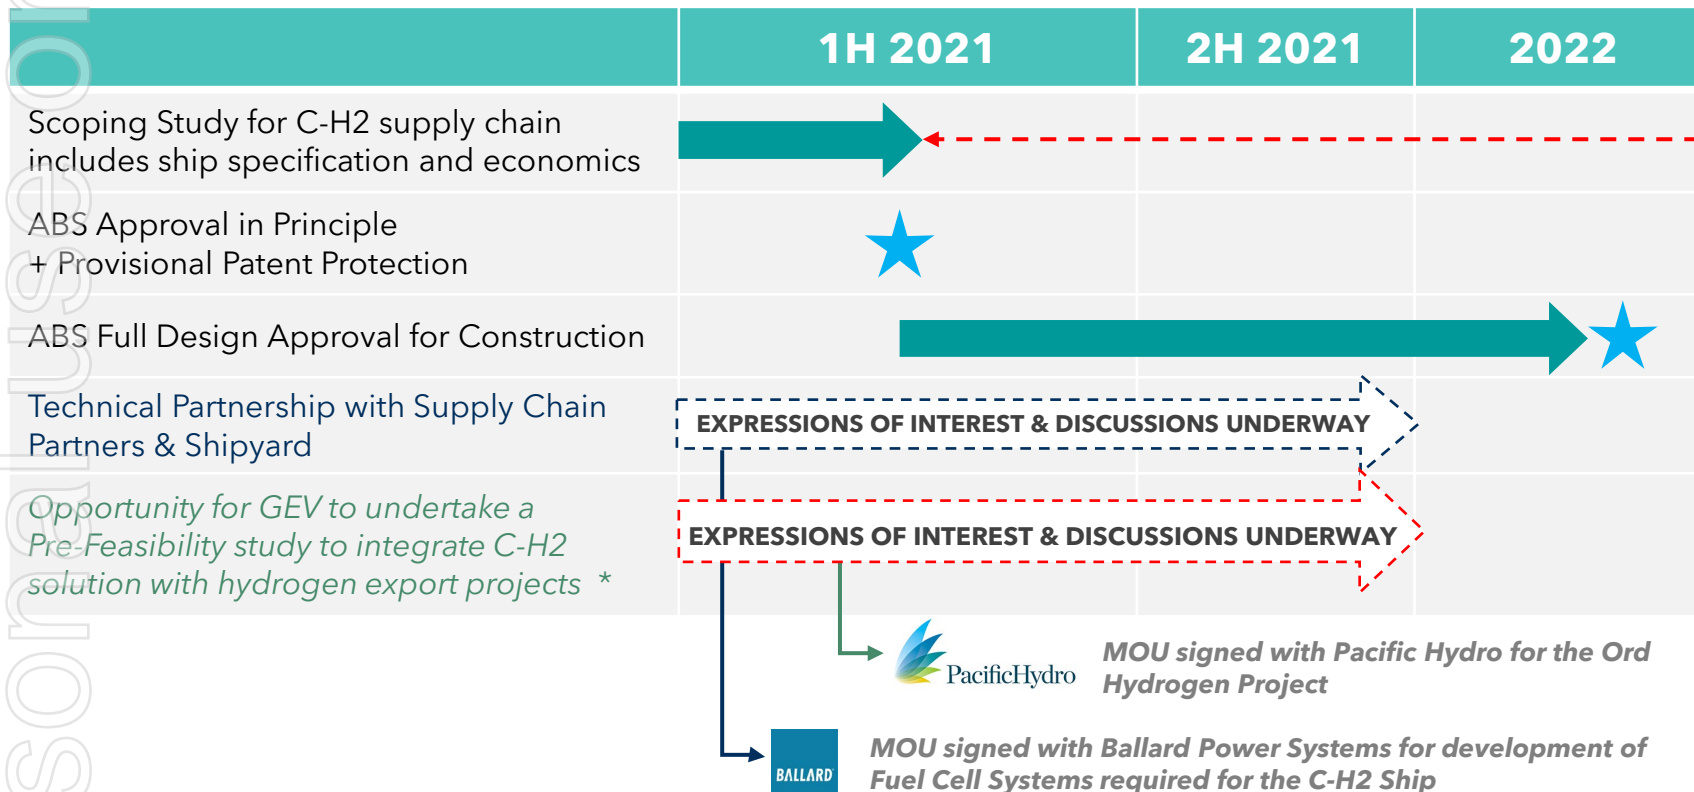 1H 2021 2H 2021 2022
Scoping Study for C-H2 supply chain
includes ship specification and economics
ABS Approval in Principle
+ Provisional Patent Protection
ABS Full Design Approval for Construction
Technical Partnership with Supply Chain
Partners & Shipyard
EXPRESSIONS OF INTEREST & DISCUSSIONS UNDERWAY
Opportunity for GEV to undertake a
Pre-Feasibility study to integrate C-H2
solution with hydrogen export projects *
EXPRESSIONS OF INTEREST & DISCUSSIONS UNDERWAY
PacificHydro
MOU signed with Pacific Hydro for the Ord
Hydrogen Project
BALLARD
MOU signed with Ballard Power Systems for development of
Fuel Cell Systems required for the C-H2 Ship
sonal use or